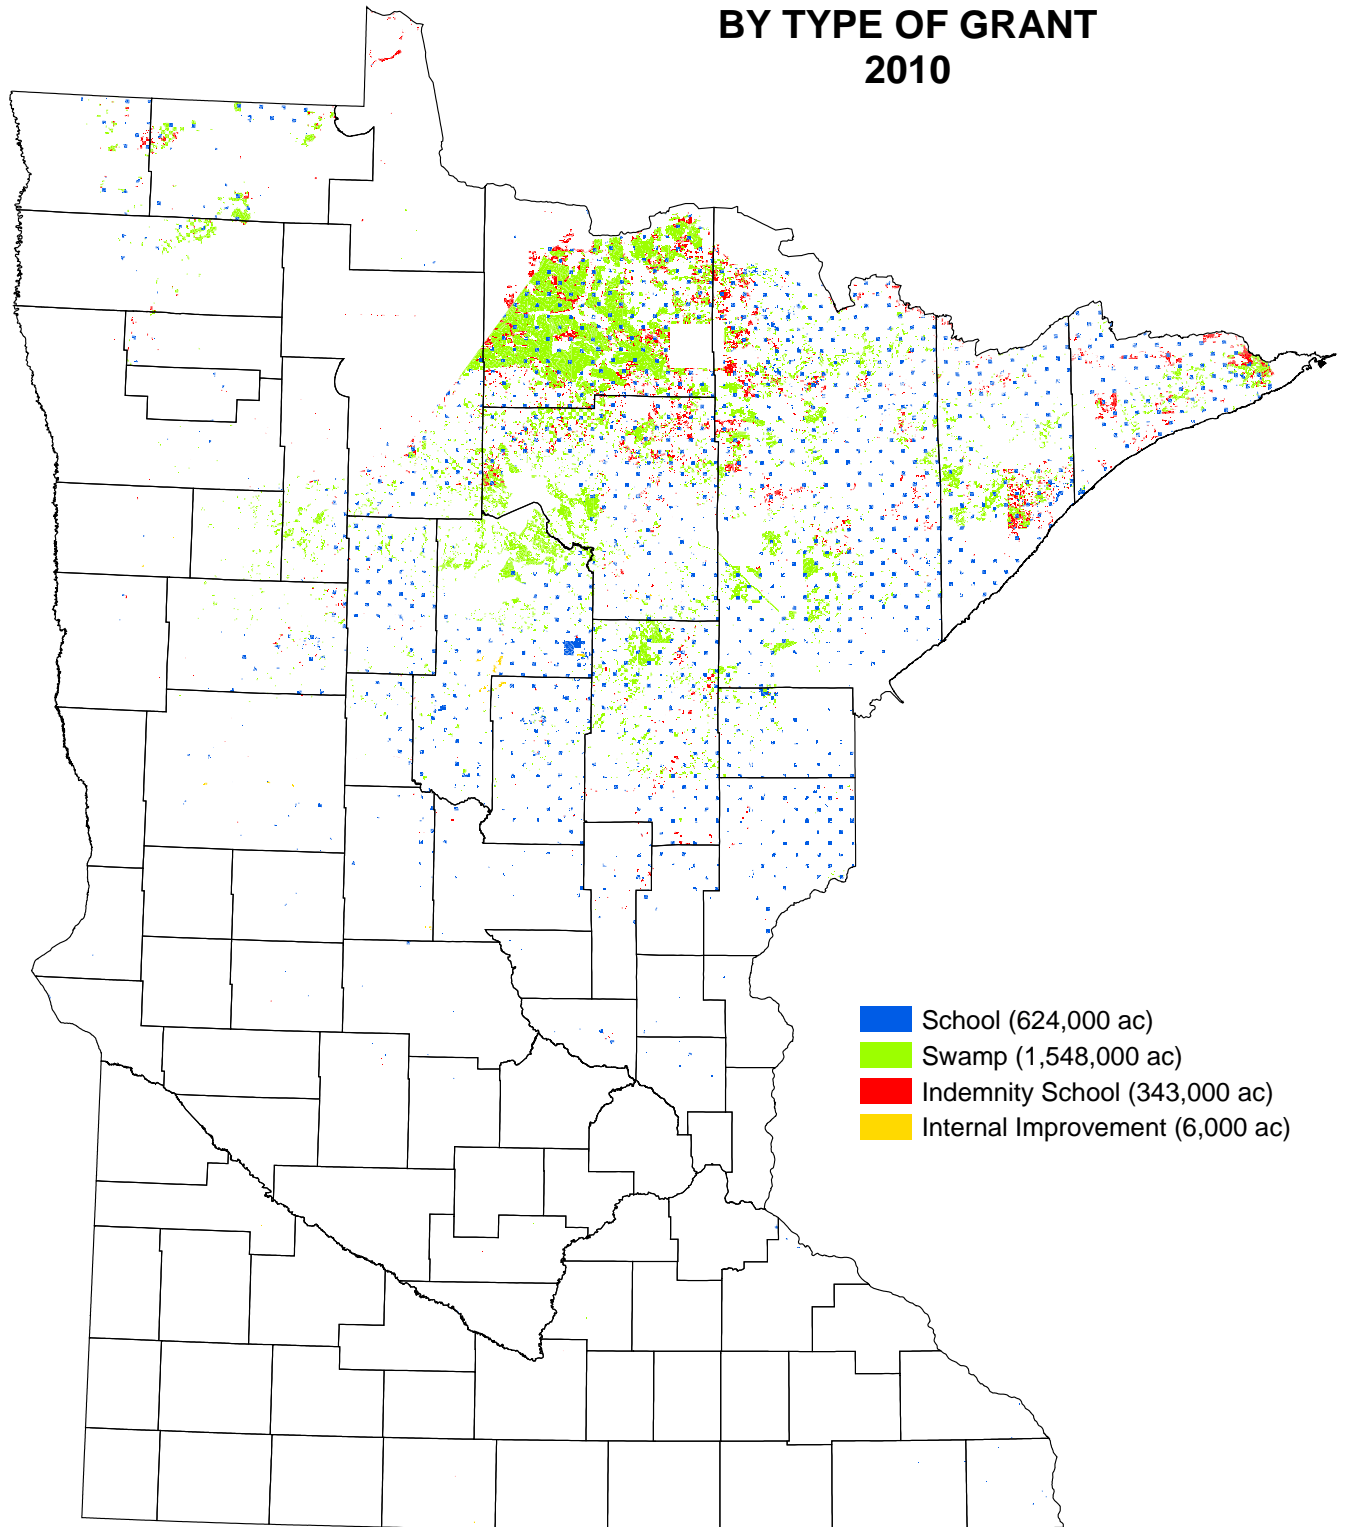 BY TYPE OF GRANT
2010
School (624,000 ac)
Swamp (1,548,000 ac)
Indemnity School (343,000 ac)
Internal Improvement (6,000 ac)